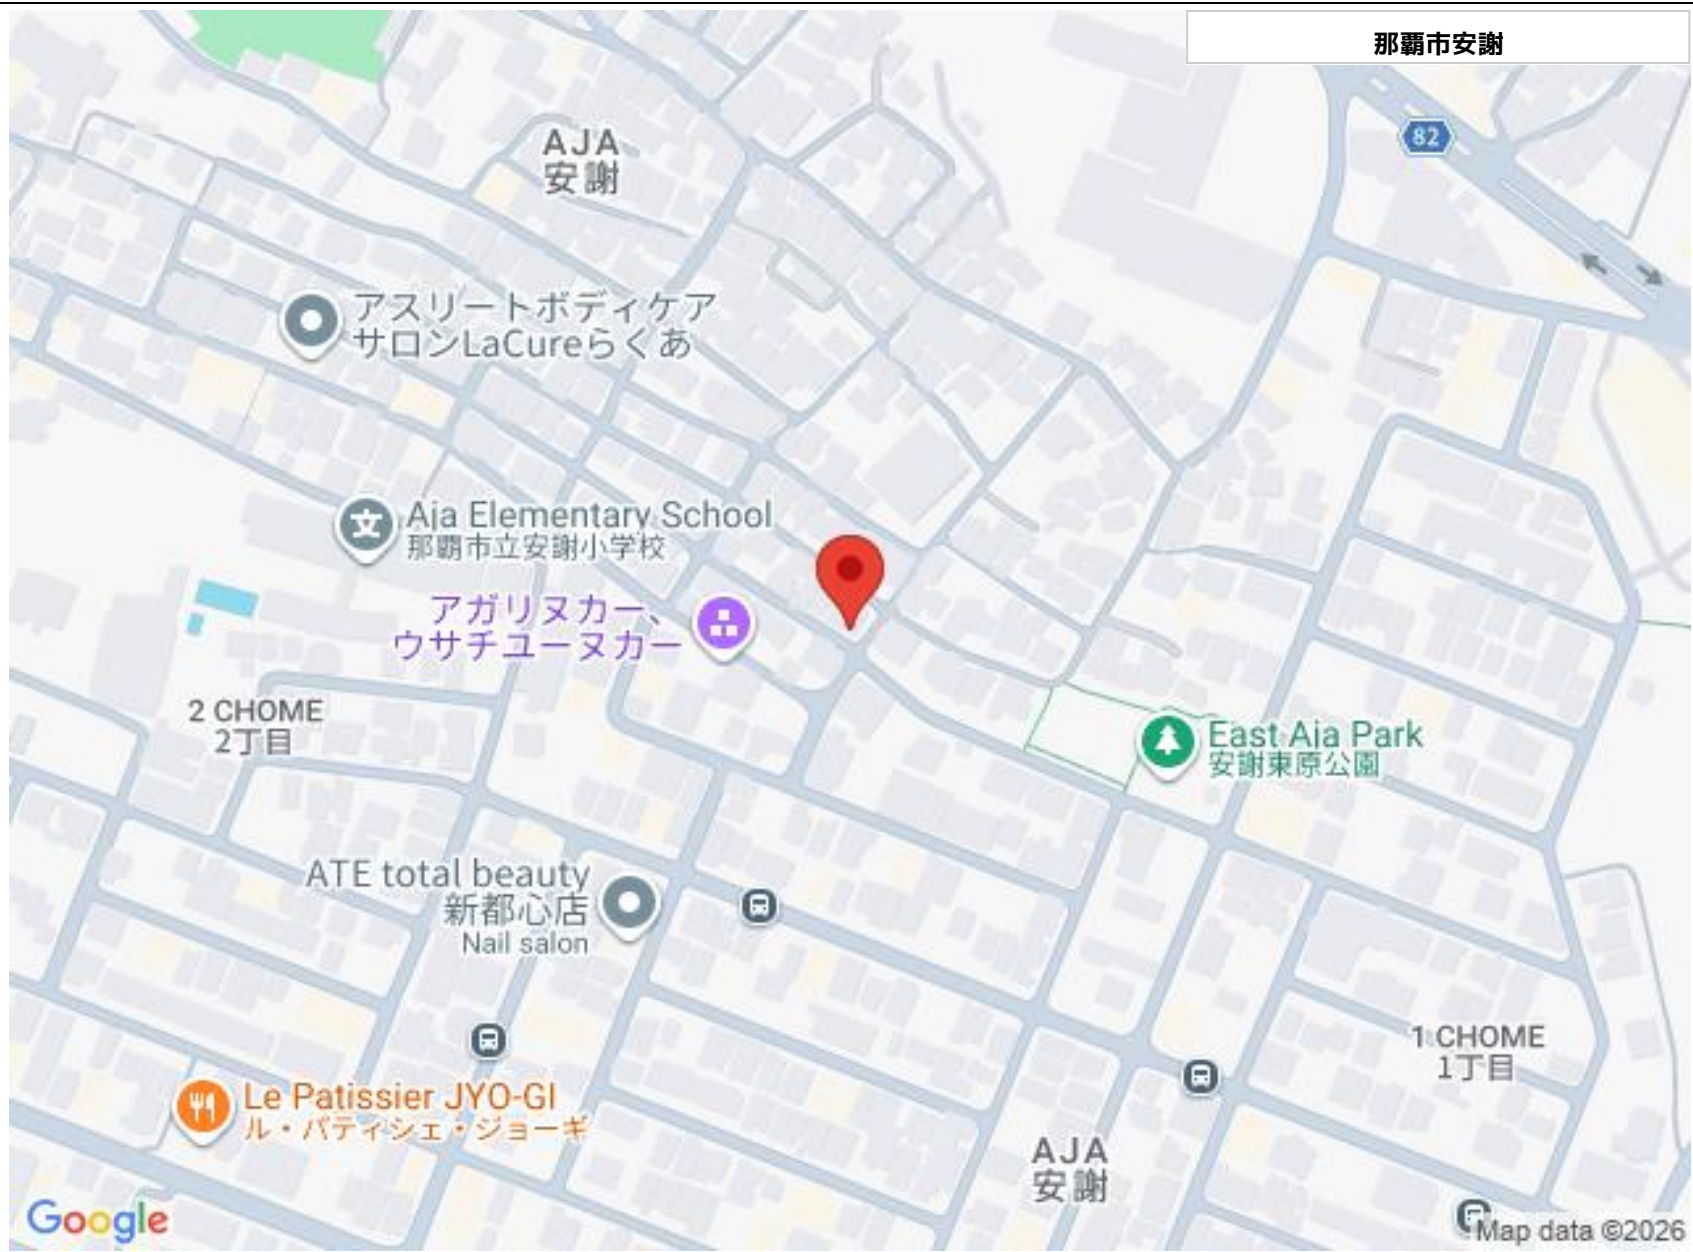 那覇市安謝
82
AJA
安謝
アスリートボディケア
サロンLaCureらくあ
Aja Elementary School
那覇市立安謝小学校
アガリヌカー、
ウサチユーヌカー
2 CHOME
2丁目
East Aja Park
安謝東原公園
ATE total beauty
新都心店
Nail salon
1 CHOME
1丁目
Le Patissier JYO-GI
ル・パティシェ・ジョーギ
AJA
安謝
Google
Map data ©2026